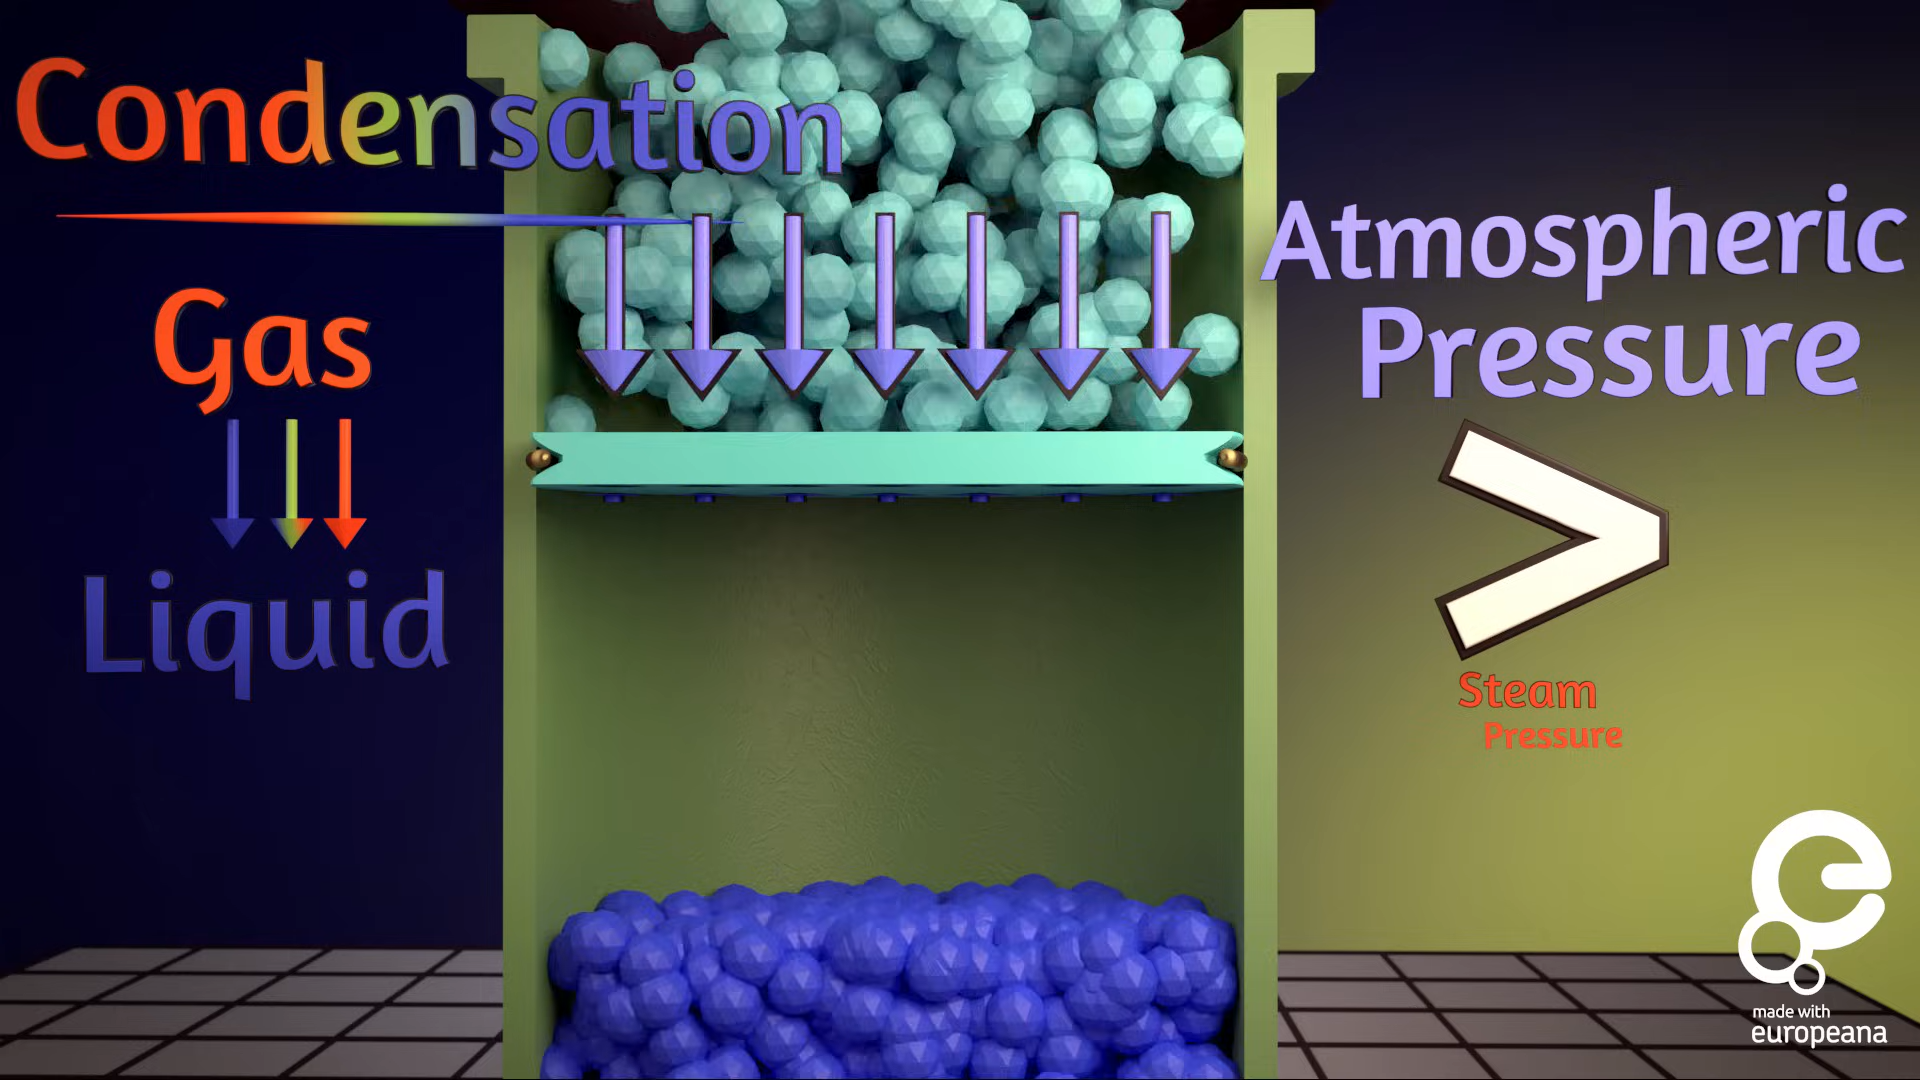 Condensation
Gas
Liquid
Atmospheric
Pressure
>
Steam
Pressure
made with
europeana